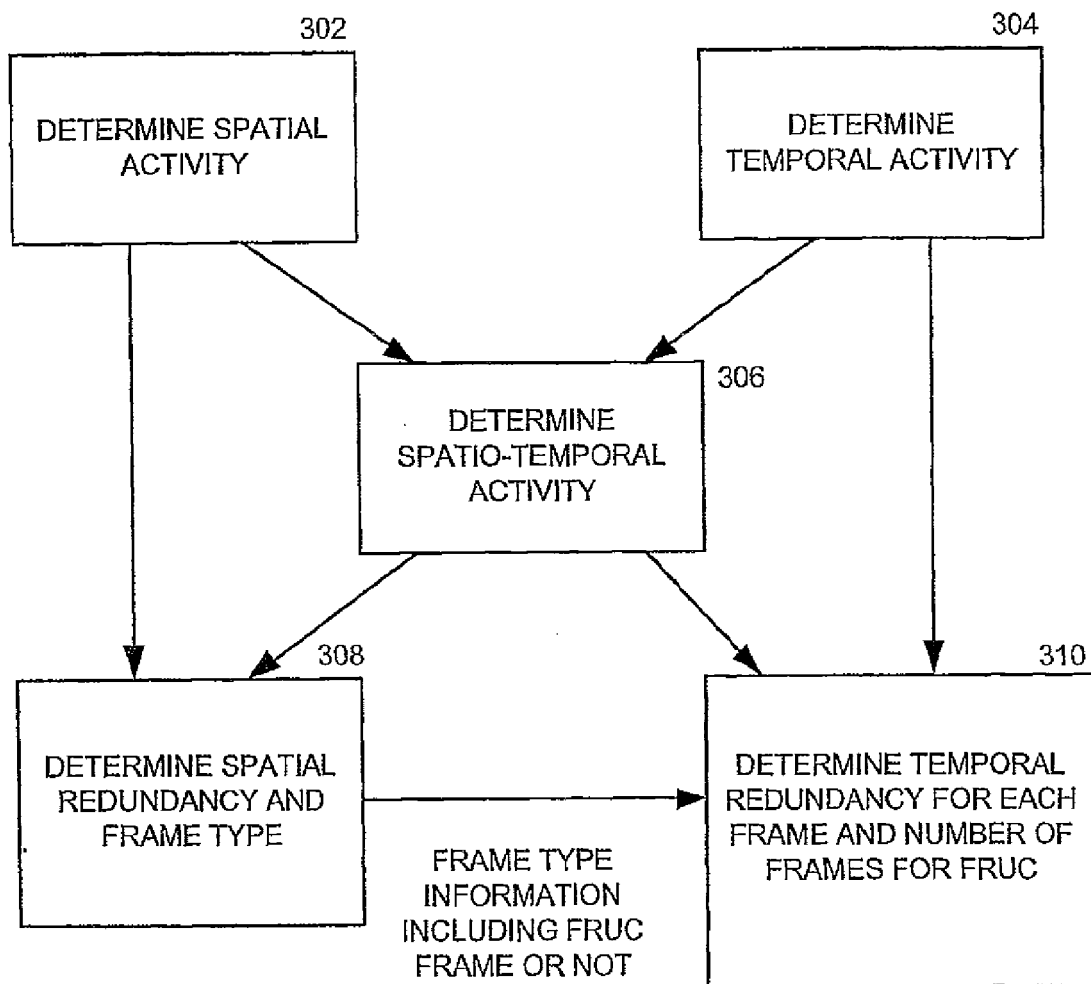 302
DETERMINE SPATIAL
ACTIVITY
304
DETERMINE
TEMPORAL ACTIVITY
306
DETERMINE
SPATIO-TEMPORAL
ACTIVITY
308
DETERMINE SPATIAL
REDUNDANCY AND
FRAME TYPE
FRAME TYPE
INFORMATION
INCLUDING FRUC
FRAME OR NOT
310
DETERMINE TEMPORAL
REDUNDANCY FOR EACH
FRAME AND NUMBER OF
FRAMES FOR FRUC